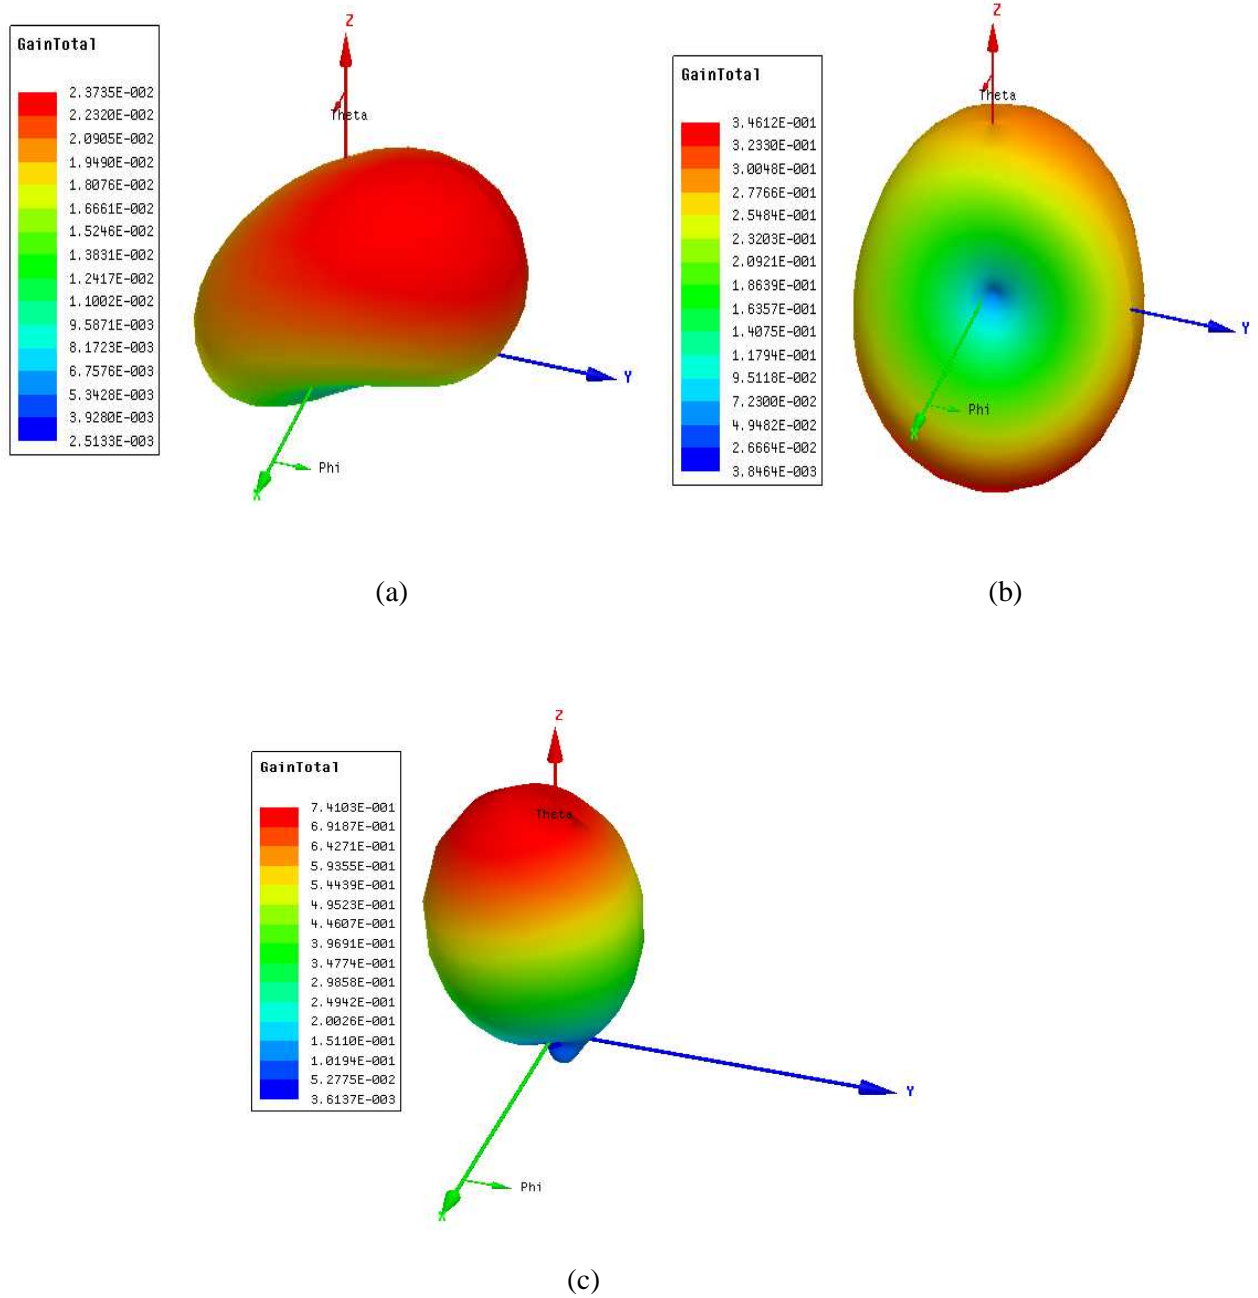 Z
GainTotal
Theta
2.3735E-002
2.2320E-002
2.0905E-002
1.9490E-002
1.8076E-002
1.6661E-002
1.5246E-002
1.3831E-002
1.2417E-002
1.1002E-002
9.5871E-003
8.1723E-003
6.7576E-003
5.3428E-003
3.9280E-003
2.5133E-003
Y
Phi
X
(a)
Z
GainTotal
Theta
3.4612E-001
3.2330E-001
3.0048E-001
2.7766E-001
2.5484E-001
2.3203E-001
2.0921E-001
1.8639E-001
1.6357E-001
1.4075E-001
1.1794E-001
9.5118E-002
7.2300E-002
4.9482E-002
2.6664E-002
3.8464E-003
Y
Phi
X
(b)
Z
GainTotal
Theta
7.4103E-001
6.9187E-001
6.4271E-001
5.9355E-001
5.4439E-001
4.9523E-001
4.4607E-001
3.9691E-001
3.4774E-001
2.9858E-001
2.4942E-001
2.0026E-001
1.5110E-001
1.0194E-001
5.2775E-002
3.6137E-003
Y
Phi
X
(c)